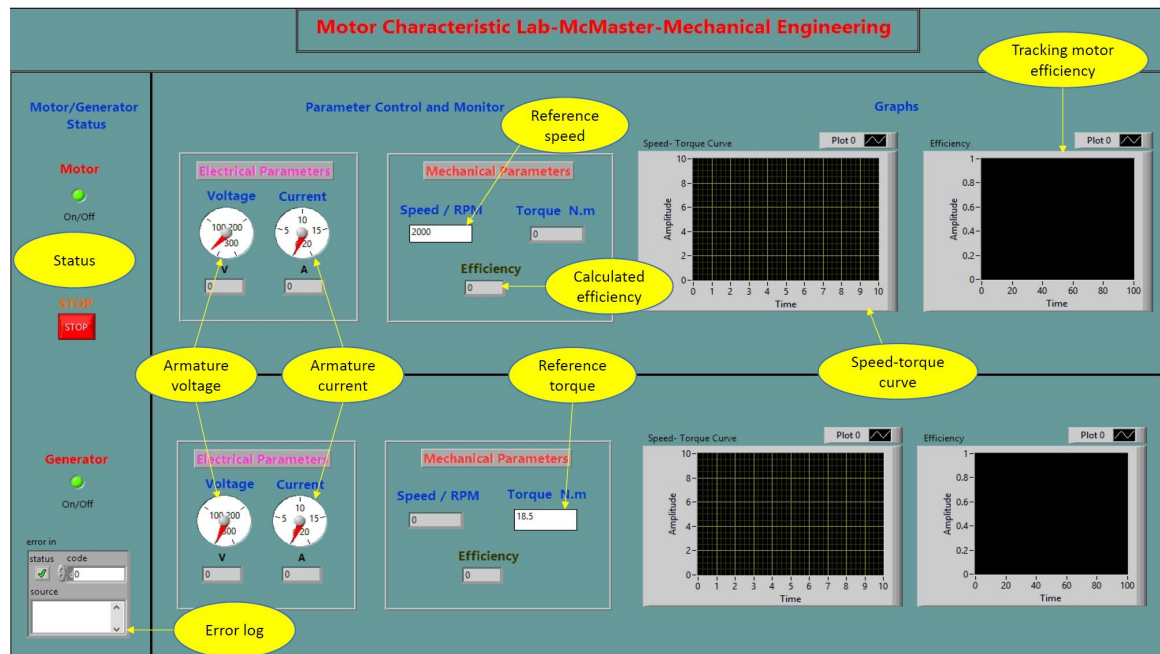 Motor Characteristic Lab-McMaster-Mechanical Engineering
Tracking motor
efficiency
Motor/Generator
Status
Parameter Control and Monitor
Graphs
Reference
speed
Motor
On/Off
Status
STOP
STOP
Electrical Parameters
Voltage Current
100 200
300
5 10 15
20
V A
0 0
Mechanical Parameters
Speed / RPM Torque N.m
2000 0
Efficiency
0
Calculated
efficiency
Speed- Torque Curve
Plot 0
10
8
6
4
2
0
Amplitude
0 1 2 3 4 5 6 7 8 9 10
Time
Efficiency
Plot 0
1
0.8
0.6
0.4
0.2
0
Amplitude
0 20 40 60 80 100
Time
Armature
voltage
Armature
current
Reference
torque
Speed-torque
curve
Generator
On/Off
error in
status code
0
source
Error log
Electrical Parameters
Voltage Current
100 200
300
5 10 15
20
V A
0 0
Mechanical Parameters
Speed / RPM Torque N.m
0 18.5
Efficiency
0
Speed- Torque Curve
Plot 0
10
8
6
4
2
0
Amplitude
0 1 2 3 4 5 6 7 8 9 10
Time
Efficiency
Plot 0
1
0.8
0.6
0.4
0.2
0
Amplitude
0 20 40 60 80 100
Time